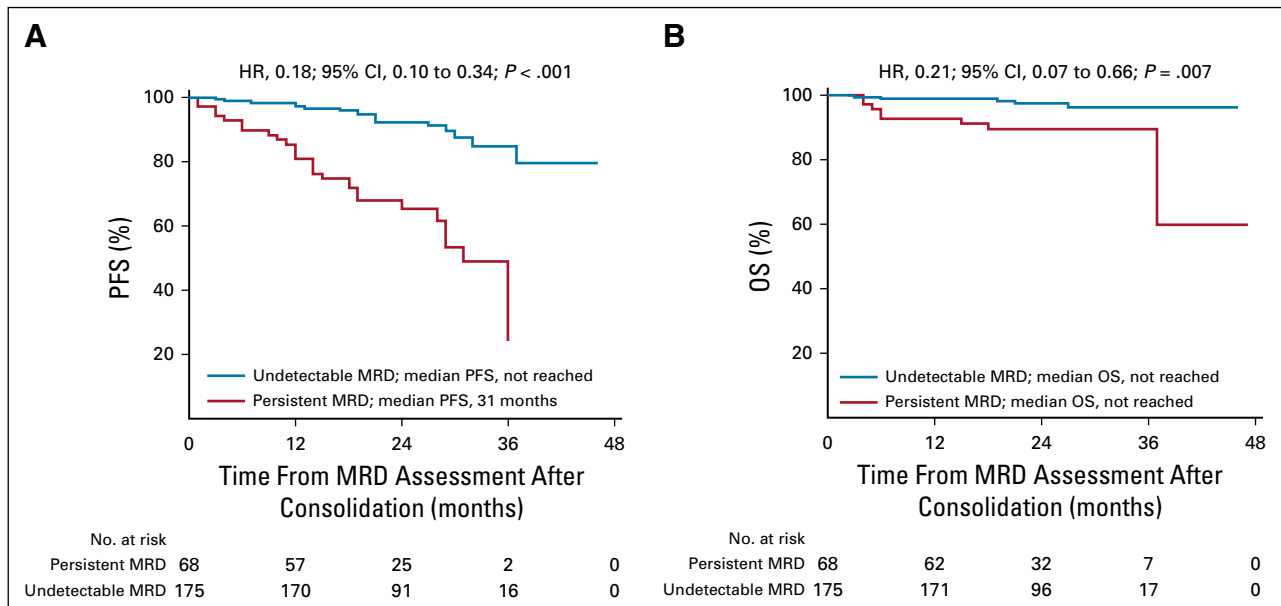 A
HR, 0.18; 95% CI, 0.10 to 0.34; P < .001
PFS (%)
100
80
60
40
20
Undetectable MRD; median PFS, not reached
Persistent MRD; median PFS, 31 months
0 12 24 36 48
Time From MRD Assessment After
Consolidation (months)
No. at risk
Persistent MRD 68 57 25 2 0
Undetectable MRD 175 170 91 16 0
B
HR, 0.21; 95% CI, 0.07 to 0.66; P = .007
OS (%)
100
80
60
40
20
Undetectable MRD; median OS, not reached
Persistent MRD; median OS, not reached
0 12 24 36 48
Time From MRD Assessment After
Consolidation (months)
No. at risk
Persistent MRD 68 62 32 7 0
Undetectable MRD 175 171 96 17 0